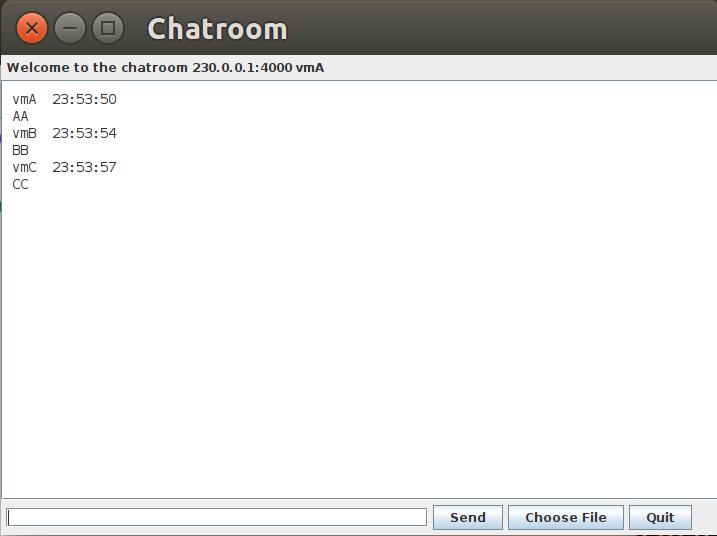 Chatroom
Welcome to the chatroom 230.0.0.1:4000 vmA
vmA 23:53:50
AA
vmB 23:53:54
BB
vmC 23:53:57
CC
Send Choose File Quit